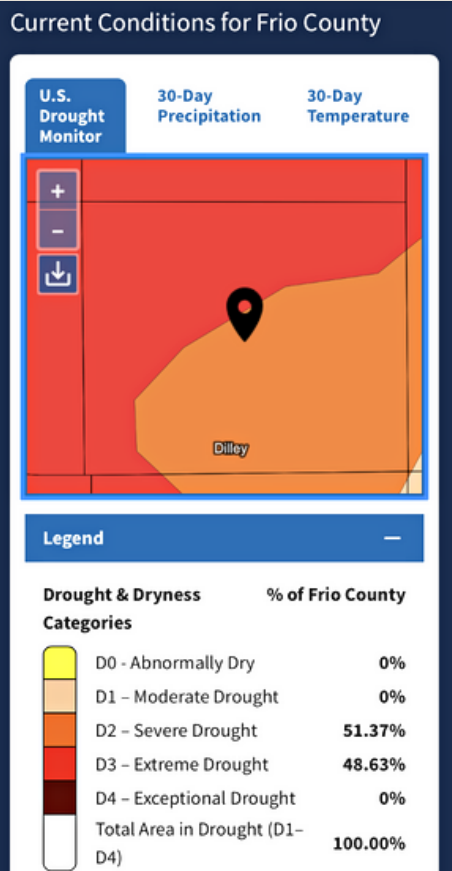 Current Conditions for Frio County
U.S.
Drought
Monitor
30-Day
Precipitation
30-Day
Temperature
+
–
Dilley
Legend
—
Drought & Dryness
Categories
% of Frio County
D0 - Abnormally Dry 0%
D1 – Moderate Drought 0%
D2 – Severe Drought 51.37%
D3 – Extreme Drought 48.63%
D4 – Exceptional Drought 0%
Total Area in Drought (D1–
D4) 100.00%